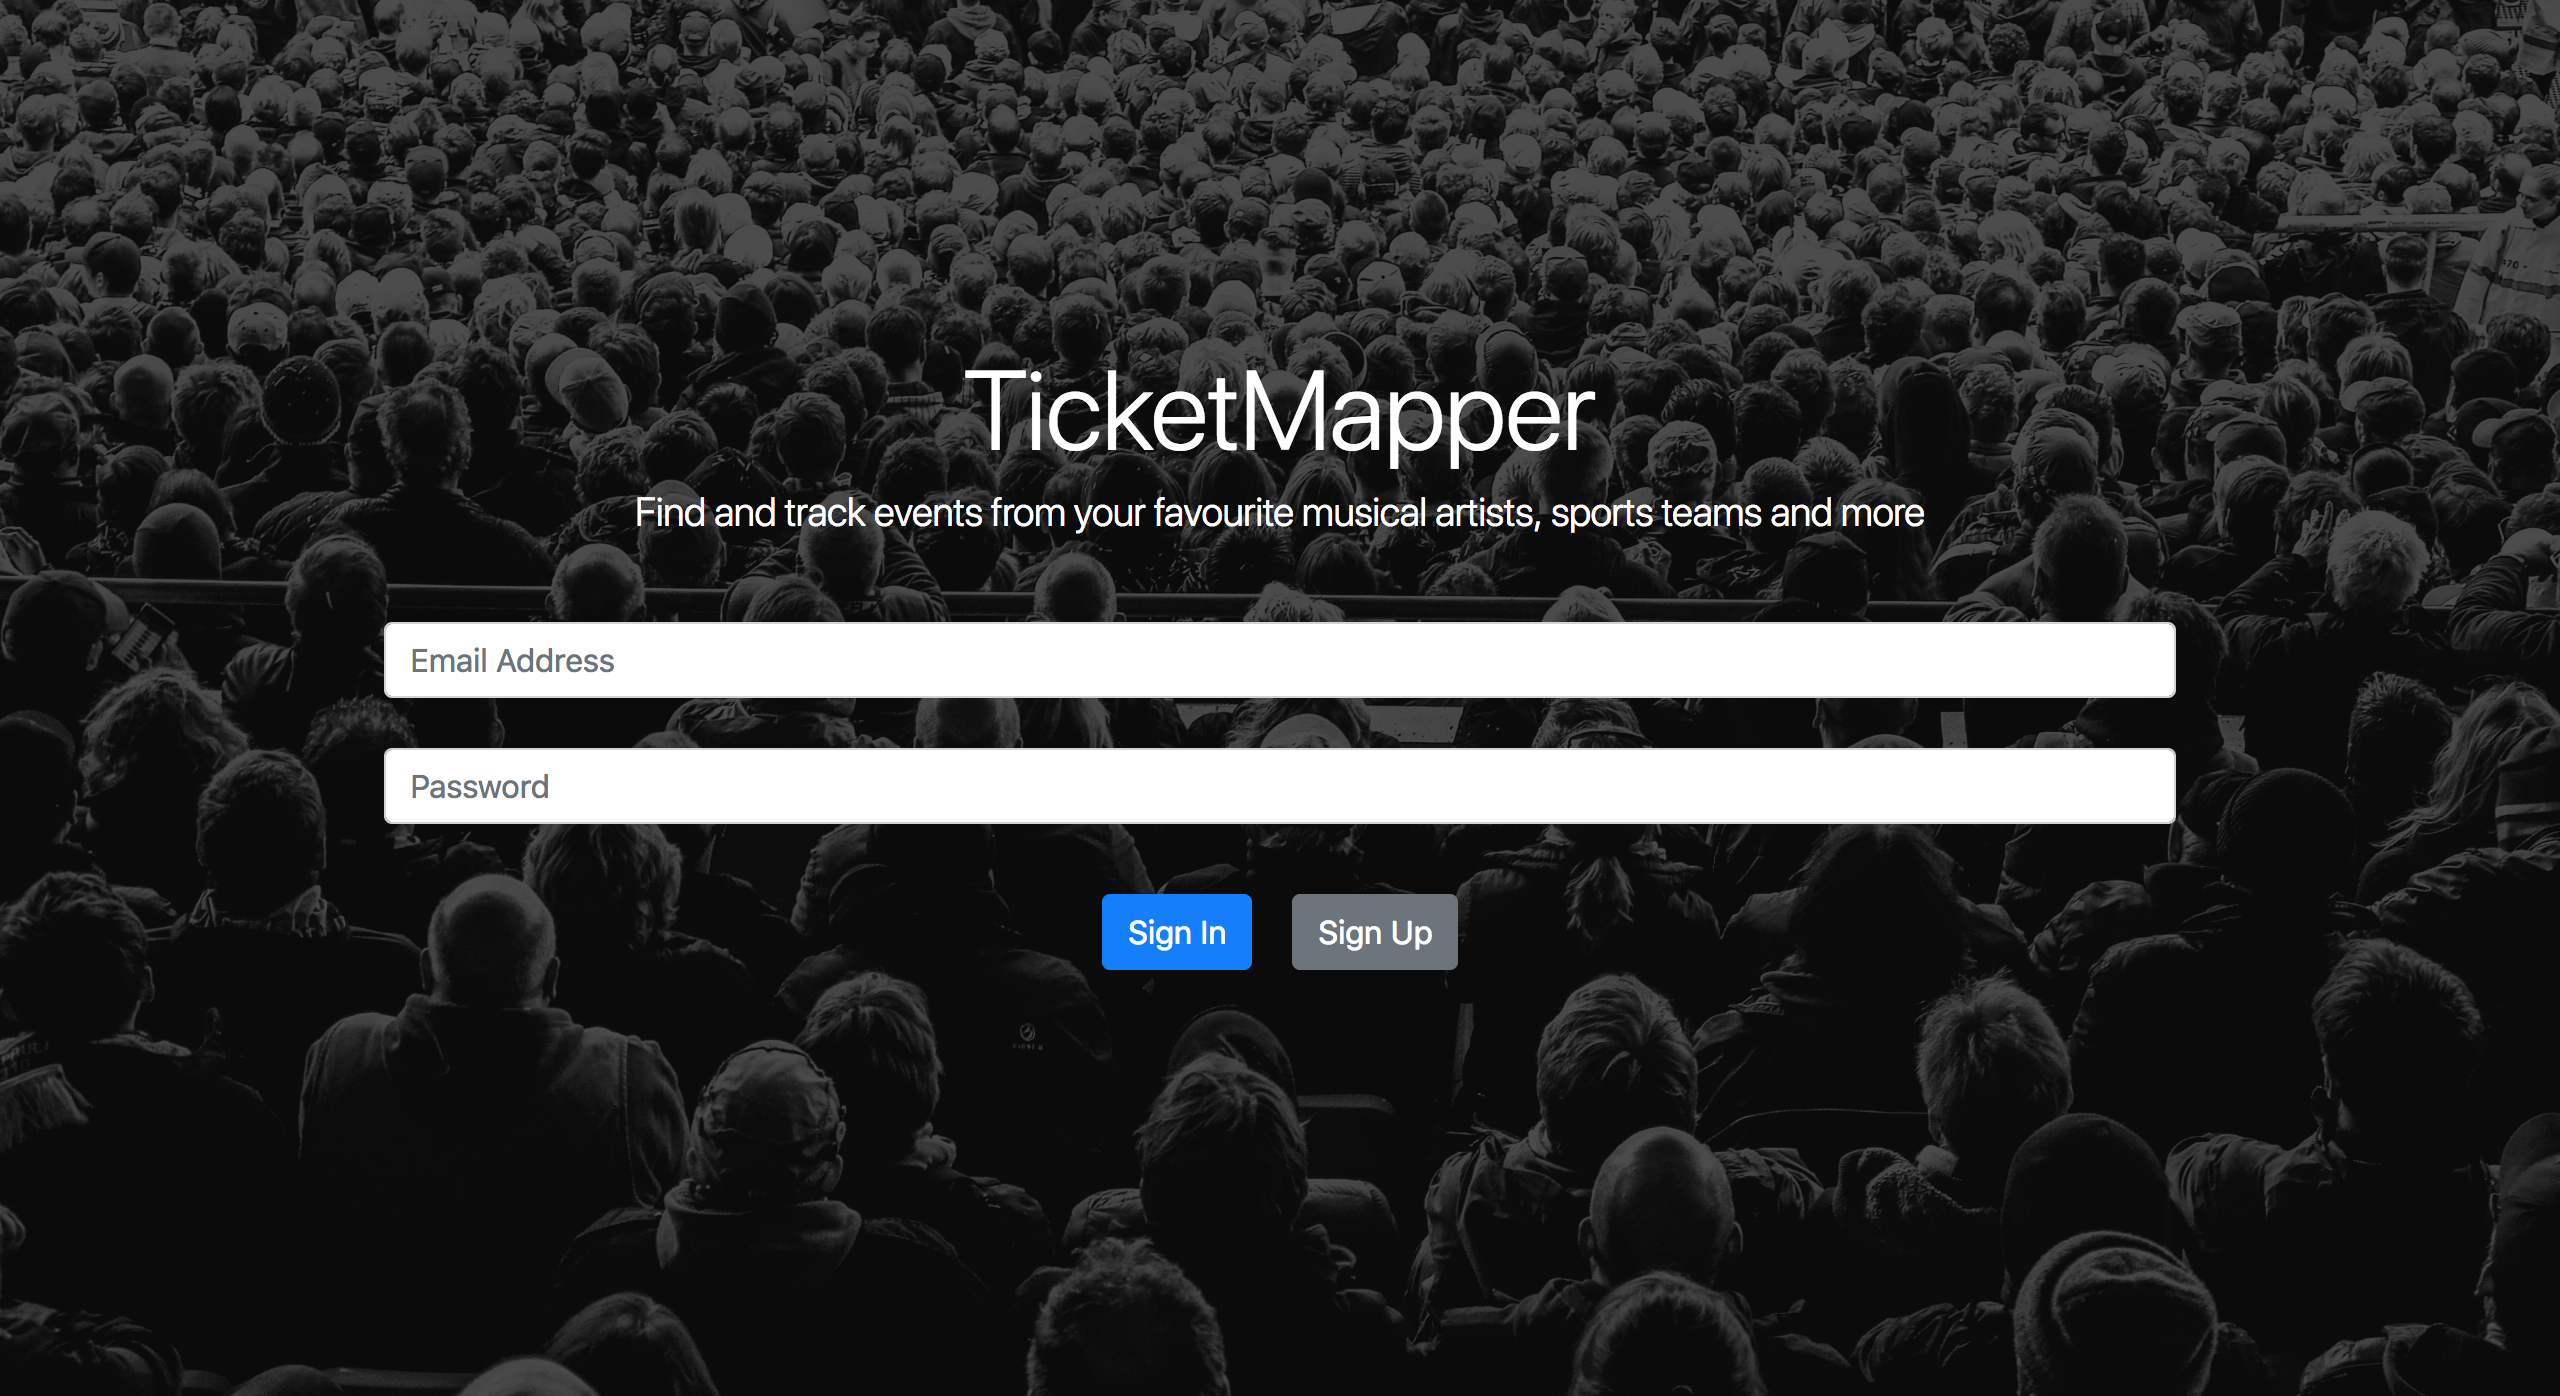 TicketMapper
Find and track events from your favourite musical artists, sports teams and more
Email Address
Password
Sign In
Sign Up